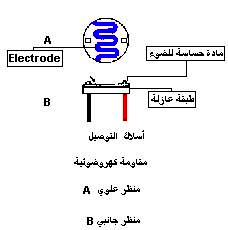 A
مادة حساسة للضوء
Electrode
B
طبقة عازلة
أسلاك التوصيل
مقاومة كهروضوئية
منظر علوي A
منظر جانبي B